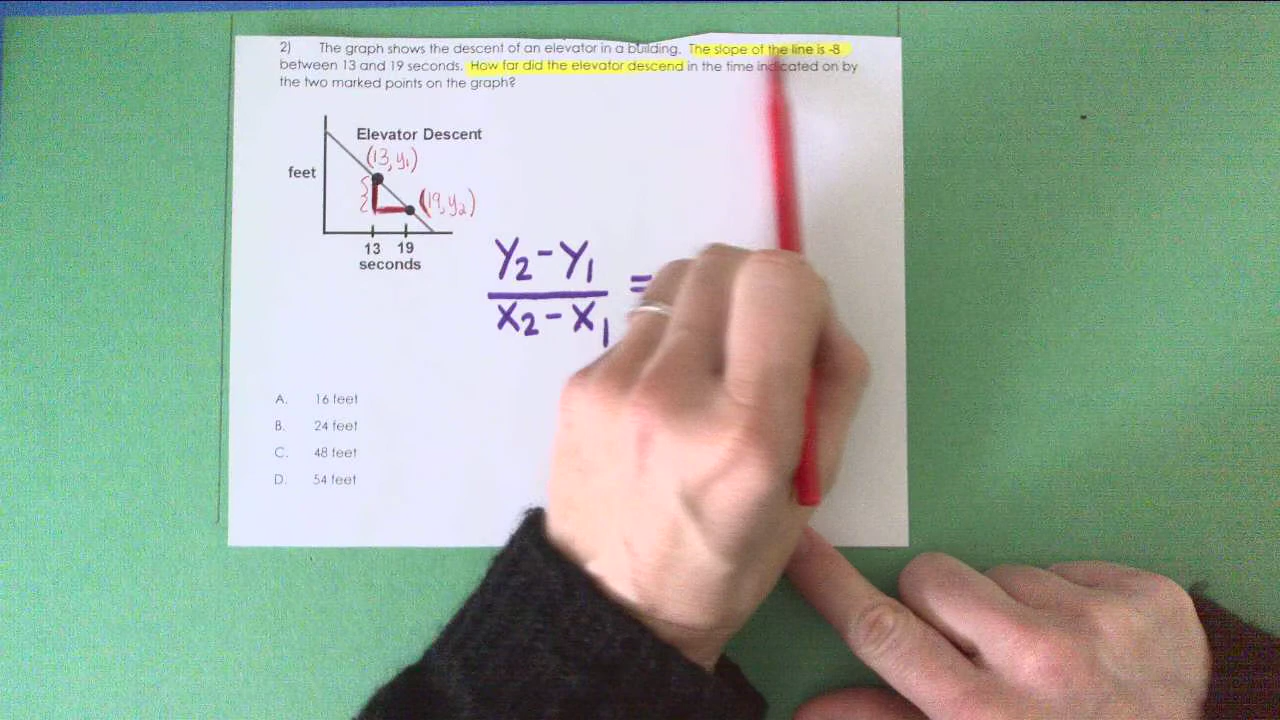 2) The graph shows the descent of an elevator in a building. The slope of the line is -8
between 13 and 19 seconds. How far did the elevator descend in the time indicated on by
the two marked points on the graph?
Elevator Descent
(13, y₁)
feet
(19, y₂)
13 19
seconds
y₂ - y₁ =
x₂ - x₁
A. 16 feet
B. 24 feet
C. 48 feet
D. 54 feet